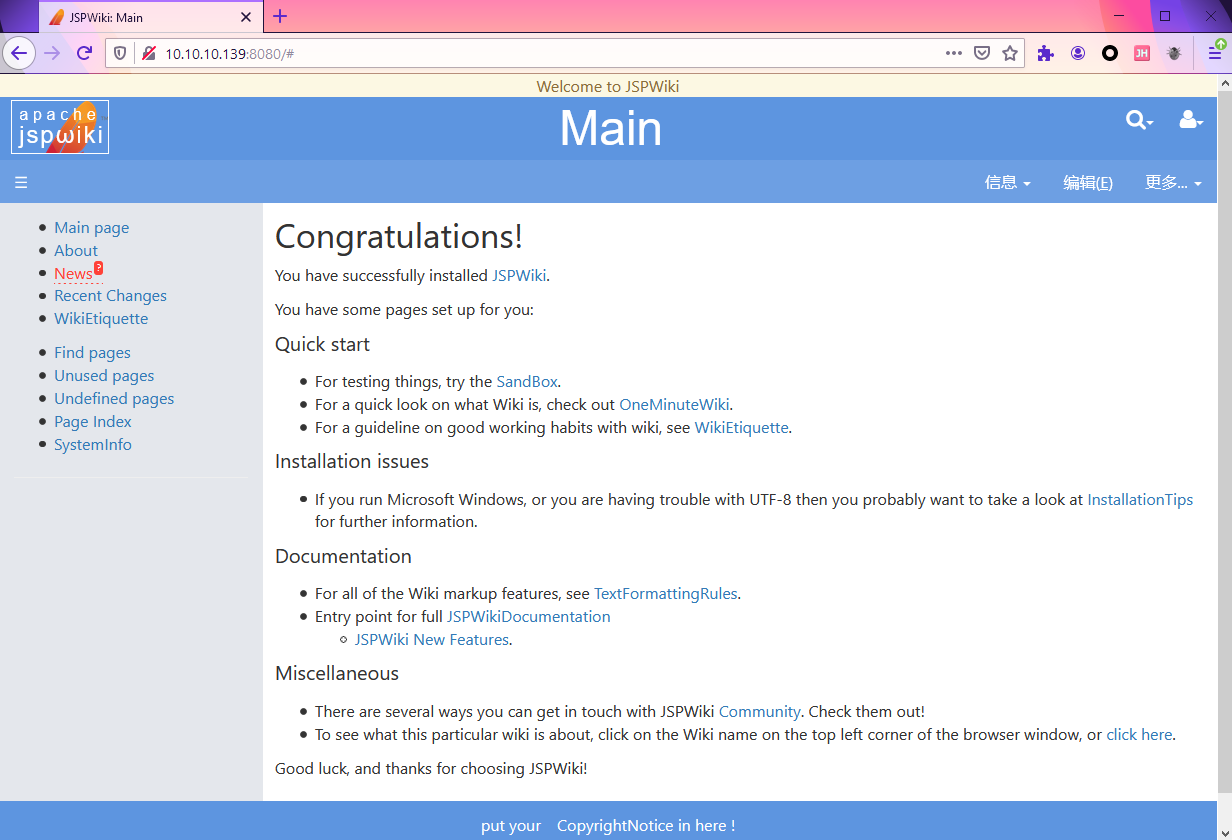 JSPWiki: Main
10.10.10.139:8080/#
JH
Welcome to JSPWiki
apache
jspωiki
Main
信息
编辑(E)
更多...
Main page
About
News?
Recent Changes
WikiEtiquette
Find pages
Unused pages
Undefined pages
Page Index
SystemInfo
Congratulations!
You have successfully installed JSPWiki.
You have some pages set up for you:
Quick start
For testing things, try the SandBox.
For a quick look on what Wiki is, check out OneMinuteWiki.
For a guideline on good working habits with wiki, see WikiEtiquette.
Installation issues
If you run Microsoft Windows, or you are having trouble with UTF-8 then you probably want to take a look at InstallationTips
for further information.
Documentation
For all of the Wiki markup features, see TextFormattingRules.
Entry point for full JSPWikiDocumentation
JSPWiki New Features.
Miscellaneous
There are several ways you can get in touch with JSPWiki Community. Check them out!
To see what this particular wiki is about, click on the Wiki name on the top left corner of the browser window, or click here.
Good luck, and thanks for choosing JSPWiki!
put your CopyrightNotice in here !